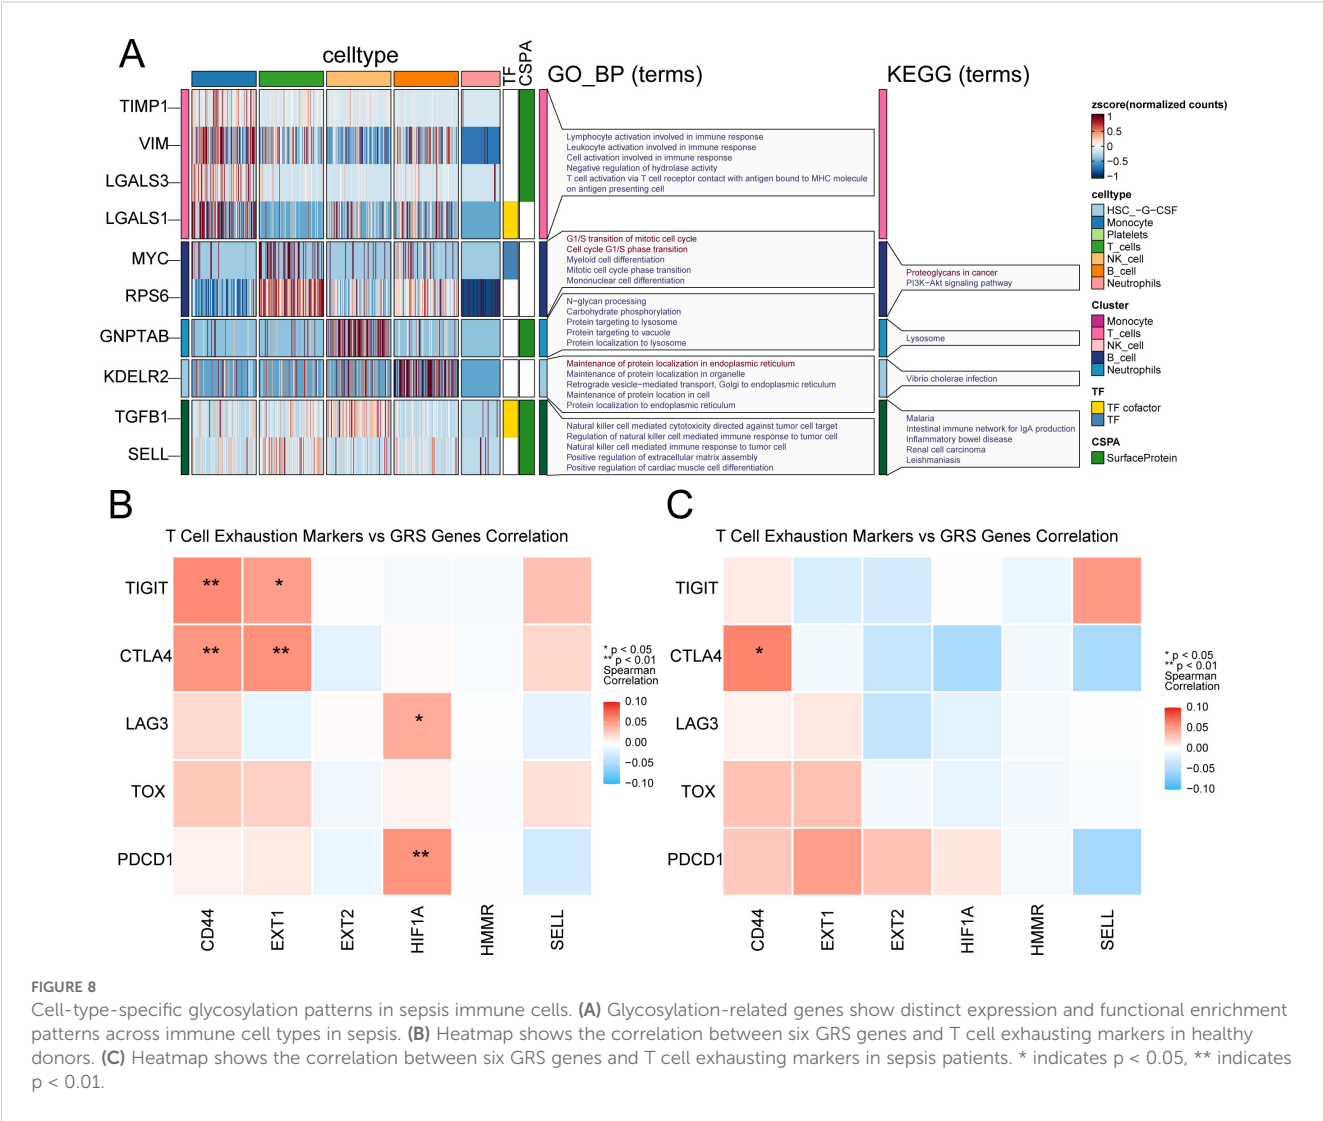 A
celltype
TF
CSPA
GO_BP (terms)
KEGG (terms)
TIMP1
VIM
LGALS3
LGALS1
MYC
RPS6
GNPTAB
KDELR2
TGFB1
SELL
Lymphocyte activation involved in immune response
Leukocyte activation involved in immune response
Cell activation involved in immune response
Negative regulation of hydrolase activity
T cell activation via T cell receptor contact with antigen bound to MHC molecule
on antigen presenting cell
G1/S transition of mitotic cell cycle
Cell cycle G1/S phase transition
Myeloid cell differentiation
Mitotic cell cycle phase transition
Mononuclear cell differentiation
N−glycan processing
Carbohydrate phosphorylation
Protein targeting to lysosome
Protein targeting to vacuole
Protein localization to lysosome
Maintenance of protein localization in endoplasmic reticulum
Maintenance of protein localization in organelle
Retrograde vesicle−mediated transport, Golgi to endoplasmic reticulum
Maintenance of protein location in cell
Protein localization to endoplasmic reticulum
Natural killer cell mediated cytotoxicity directed against tumor cell target
Regulation of natural killer cell mediated immune response to tumor cell
Natural killer cell mediated immune response to tumor cell
Positive regulation of extracellular matrix assembly
Positive regulation of cardiac muscle cell differentiation
Proteoglycans in cancer
PI3K−Akt signaling pathway
Lysosome
Vibrio cholerae infection
Malaria
Intestinal immune network for IgA production
Inflammatory bowel disease
Renal cell carcinoma
Leishmaniasis
zscore(normalized counts)
1
0.5
0
−0.5
−1
celltype
HSC_−G−CSF
Monocyte
Platelets
T_cells
NK_cell
B_cell
Neutrophils
Cluster
Monocyte
T_cells
NK_cell
B_cell
Neutrophils
TF
TF cofactor
TF
CSPA
SurfaceProtein
B
T Cell Exhaustion Markers vs GRS Genes Correlation
TIGIT
CTLA4
LAG3
TOX
PDCD1
** *
** **
*
**
CD44
EXT1
EXT2
HIF1A
HMMR
SELL
* p < 0.05
** p < 0.01
Spearman
Correlation
0.10
0.05
0.00
−0.05
−0.10
C
T Cell Exhaustion Markers vs GRS Genes Correlation
TIGIT
CTLA4
LAG3
TOX
PDCD1
*
CD44
EXT1
EXT2
HIF1A
HMMR
SELL
* p < 0.05
** p < 0.01
Spearman
Correlation
0.10
0.05
0.00
−0.05
−0.10
FIGURE 8
Cell-type-specific glycosylation patterns in sepsis immune cells. (A) Glycosylation-related genes show distinct expression and functional enrichment
patterns across immune cell types in sepsis. (B) Heatmap shows the correlation between six GRS genes and T cell exhausting markers in healthy
donors. (C) Heatmap shows the correlation between six GRS genes and T cell exhausting markers in sepsis patients. * indicates p < 0.05, ** indicates
p < 0.01.